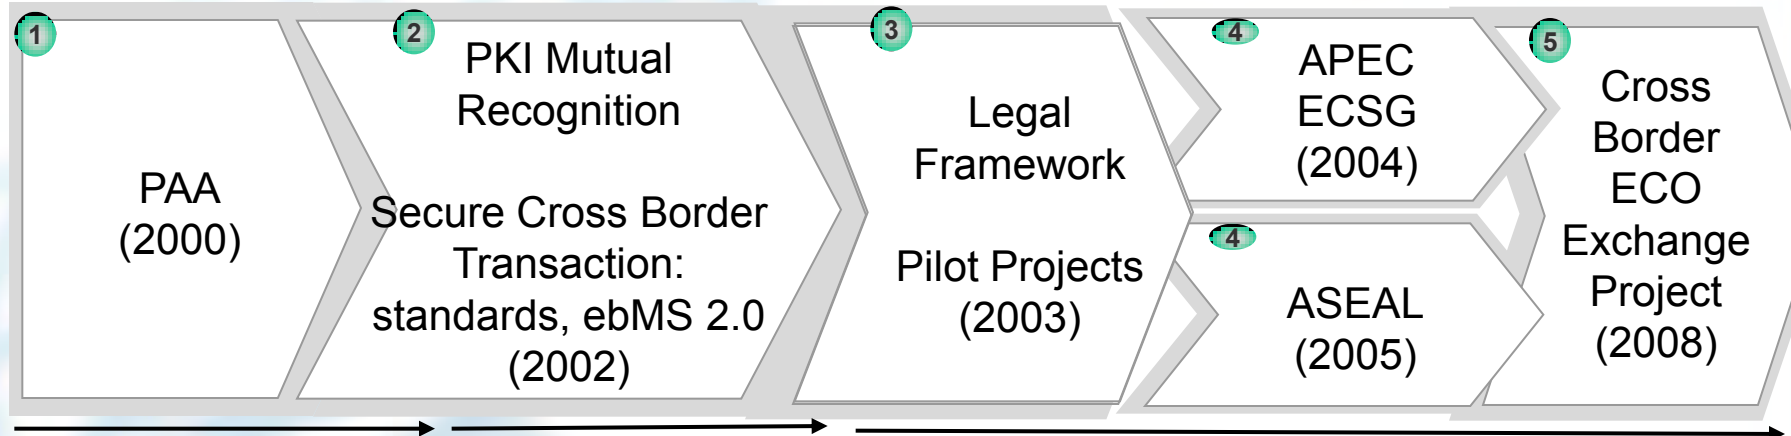 1
PAA
(2000)
2
PKI Mutual
Recognition
Secure Cross Border
Transaction:
standards, ebMS 2.0
(2002)
3
Legal
Framework
Pilot Projects
(2003)
4
APEC
ECSG
(2004)
4
ASEAL
(2005)
5
Cross
Border
ECO
Exchange
Project
(2008)